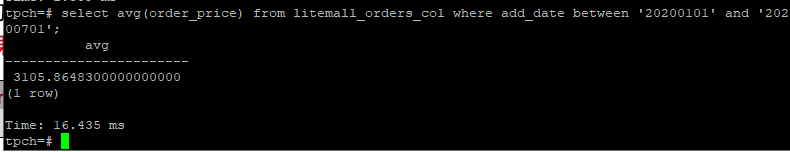 tpch=# select avg(order_price) from litemall_orders_col where add_date between '20200101' and '202
00701';
avg
------------------------
3105.8648300000000000
(1 row)
Time: 16.435 ms
tpch=#